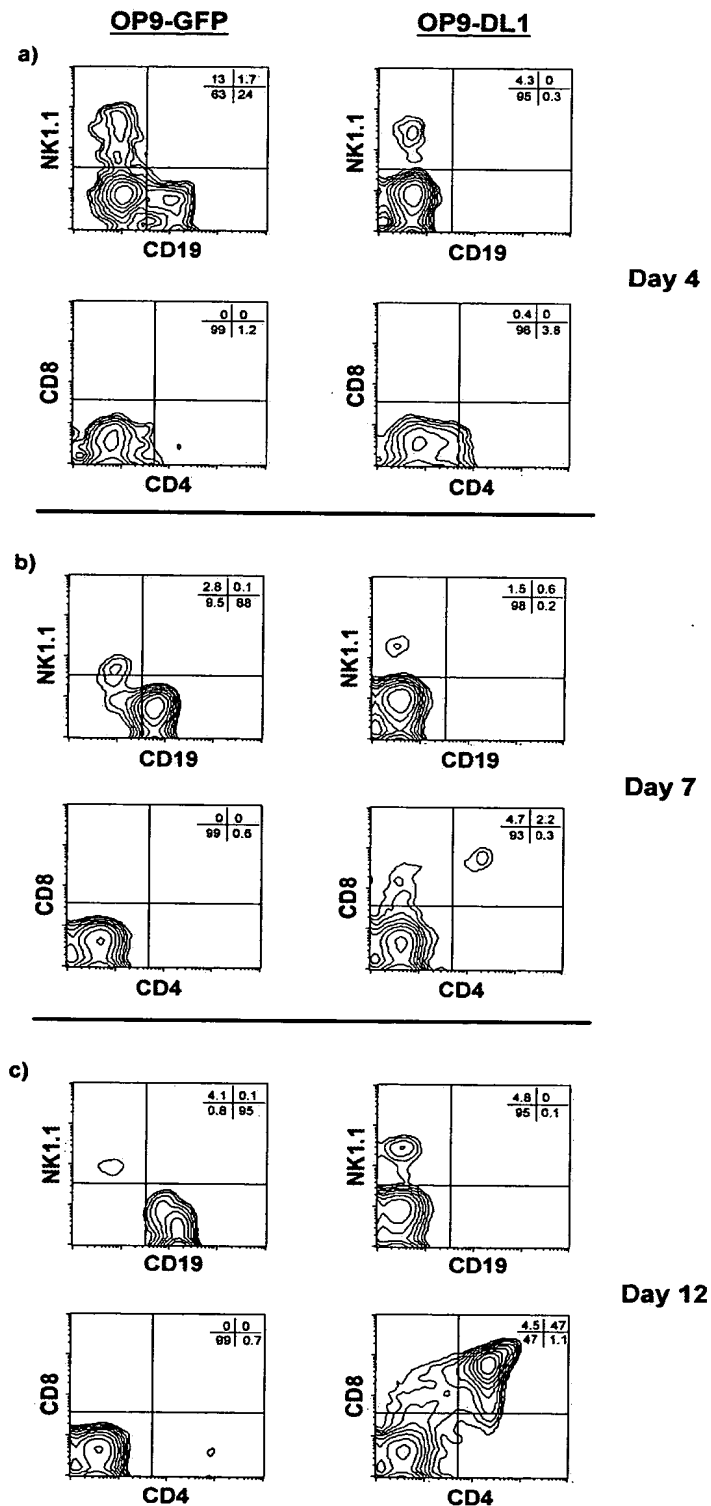 OP9-GFP OP9-DL1
a)
13 1.7 4.3 0
63 24 95 0.3
NK1.1 NK1.1
CD19 CD19
Day 4
0 0 0.4 0
99 1.2 96 3.8
CD8 CD8
CD4 CD4
b)
2.8 0.1 1.5 0.6
9.5 88 98 0.2
NK1.1 NK1.1
CD19 CD19
Day 7
0 0 4.7 2.2
99 0.6 93 0.3
CD8 CD8
CD4 CD4
c)
4.1 0.1 4.8 0
0.8 95 95 0.1
NK1.1 NK1.1
CD19 CD19
Day 12
0 0 4.5 47
99 0.7 47 1.1
CD8 CD8
CD4 CD4